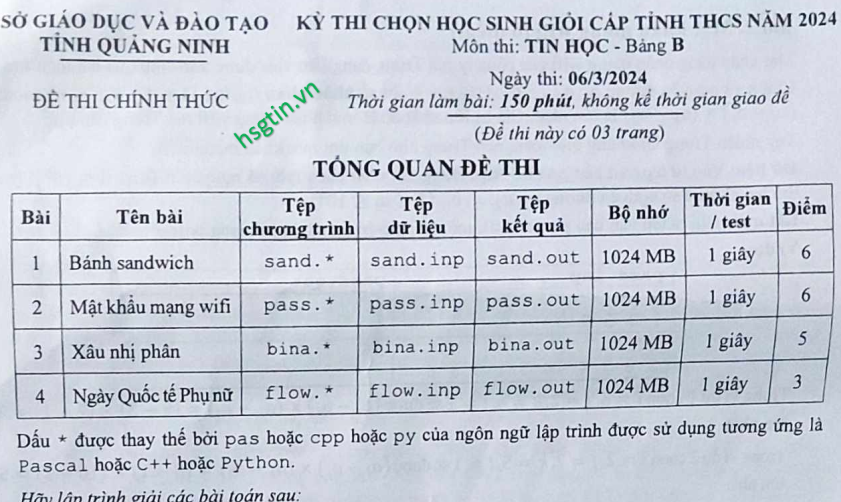 SỞ GIÁO DỤC VÀ ĐÀO TẠO
TỈNH QUẢNG NINH
KỲ THI CHỌN HỌC SINH GIỎI CẤP TỈNH THCS NĂM 2024
Môn thi: TIN HỌC - Bảng B
Ngày thi: 06/3/2024
ĐỀ THI CHÍNH THỨC
hsgtin.vn
Thời gian làm bài: 150 phút, không kể thời gian giao đề
(Đề thi này có 03 trang)
TỔNG QUAN ĐỀ THI
Bài Tên bài Tệp chương trình Tệp dữ liệu Tệp kết quả Bộ nhớ Thời gian / test Điểm
1 Bánh sandwich sand.* sand.inp sand.out 1024 MB 1 giây 6
2 Mật khẩu mạng wifi pass.* pass.inp pass.out 1024 MB 1 giây 6
3 Xâu nhị phân bina.* bina.inp bina.out 1024 MB 1 giây 5
4 Ngày Quốc tế Phụ nữ flow.* flow.inp flow.out 1024 MB 1 giây 3
Dấu * được thay thế bởi pas hoặc cpp hoặc py của ngôn ngữ lập trình được sử dụng tương ứng là
Pascal hoặc C++ hoặc Python.
Hãy lập trình giải các bài toán sau: